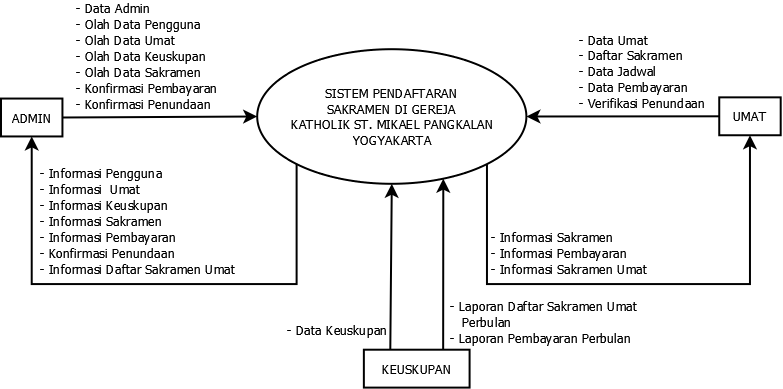 - Data Admin
- Olah Data Pengguna
- Olah Data Umat
- Olah Data Keuskupan
- Olah Data Sakramen
- Konfirmasi Pembayaran
- Konfirmasi Penundaan
ADMIN
SISTEM PENDAFTARAN
SAKRAMEN DI GEREJA
KATHOLIK ST. MIKAEL PANGKALAN
YOGYAKARTA
- Data Umat
- Daftar Sakramen
- Data Jadwal
- Data Pembayaran
- Verifikasi Penundaan
UMAT
- Informasi Pengguna
- Informasi  Umat
- Informasi Keuskupan
- Informasi Sakramen
- Informasi Pembayaran
- Konfirmasi Penundaan
- Informasi Daftar Sakramen Umat
- Informasi Sakramen
- Informasi Pembayaran
- Informasi Sakramen Umat
- Data Keuskupan
- Laporan Daftar Sakramen Umat
Perbulan
- Laporan Pembayaran Perbulan
KEUSKUPAN